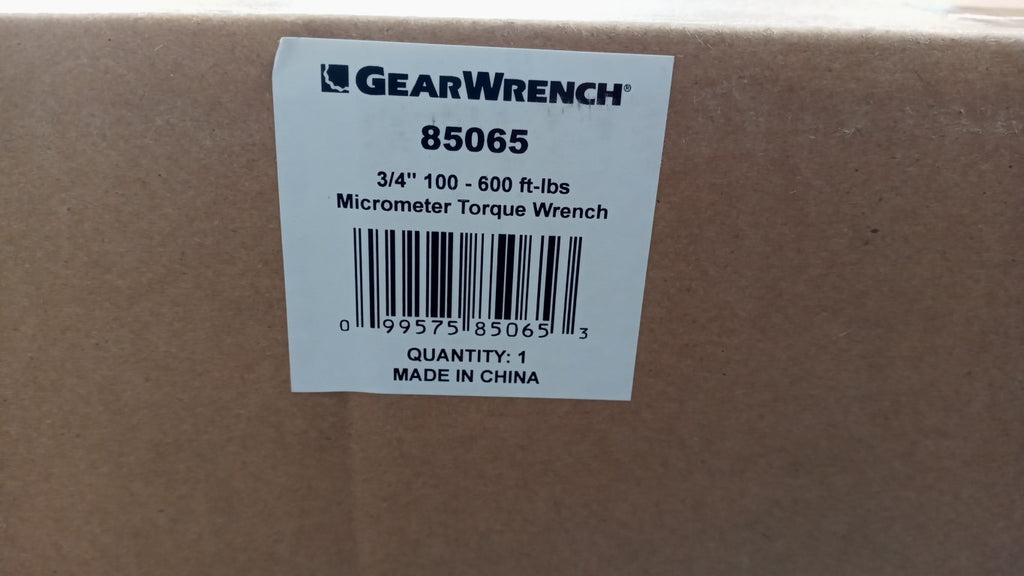 GEARWRENCH®
85065
3/4" 100 - 600 ft-lbs
Micrometer Torque Wrench
0 99575 85065 3
QUANTITY: 1
MADE IN CHINA